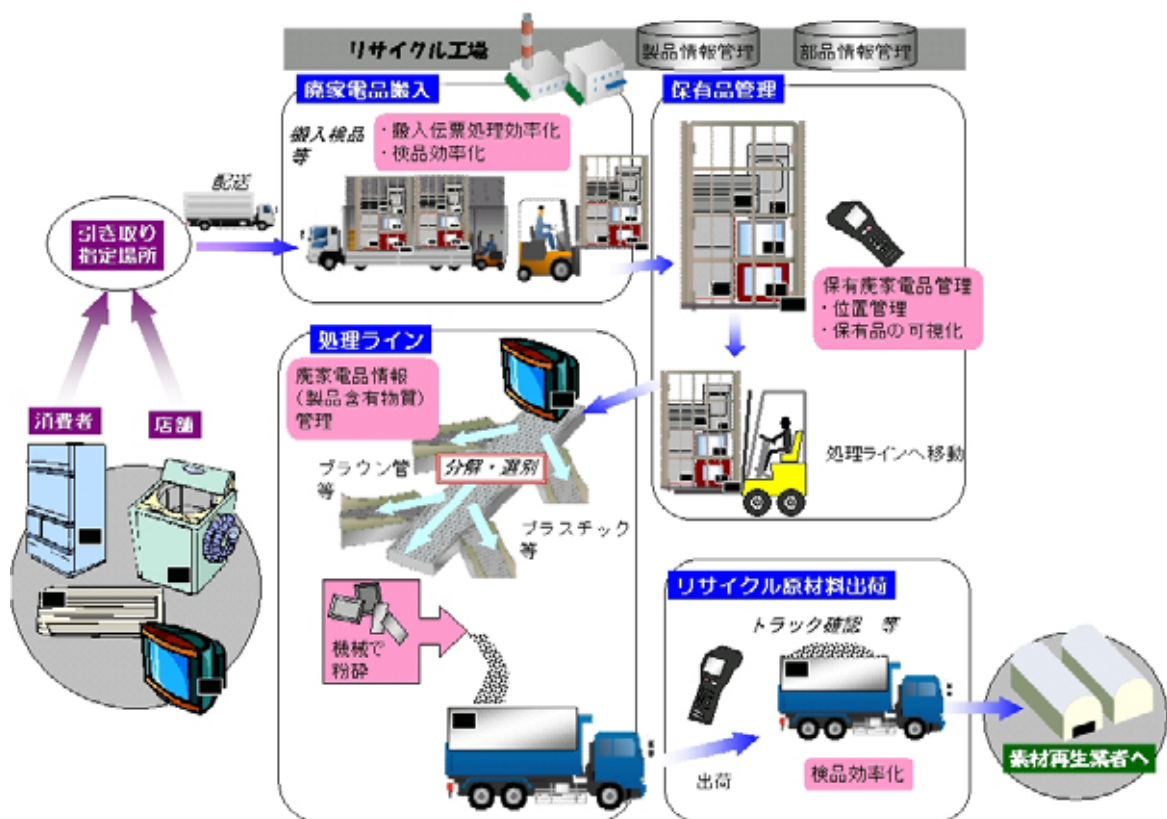 リサイクル工場
製品情報管理
部品情報管理
廃家電品搬入
搬入検品
等
・搬入伝票処理効率化
・検品効率化
保有品管理
配送
引き取り
指定場所
保有廃家電品管理
・位置管理
・保有品の可視化
処理ライン
廃家電品情報
(製品含有物質)
管理
消費者
店舗
ブラウン管
等
分解・選別
プラスチック
等
処理ラインへ移動
機械で
粉砕
リサイクル原材料出荷
トラック確認 等
出荷
検品効率化
素材再生業者へ